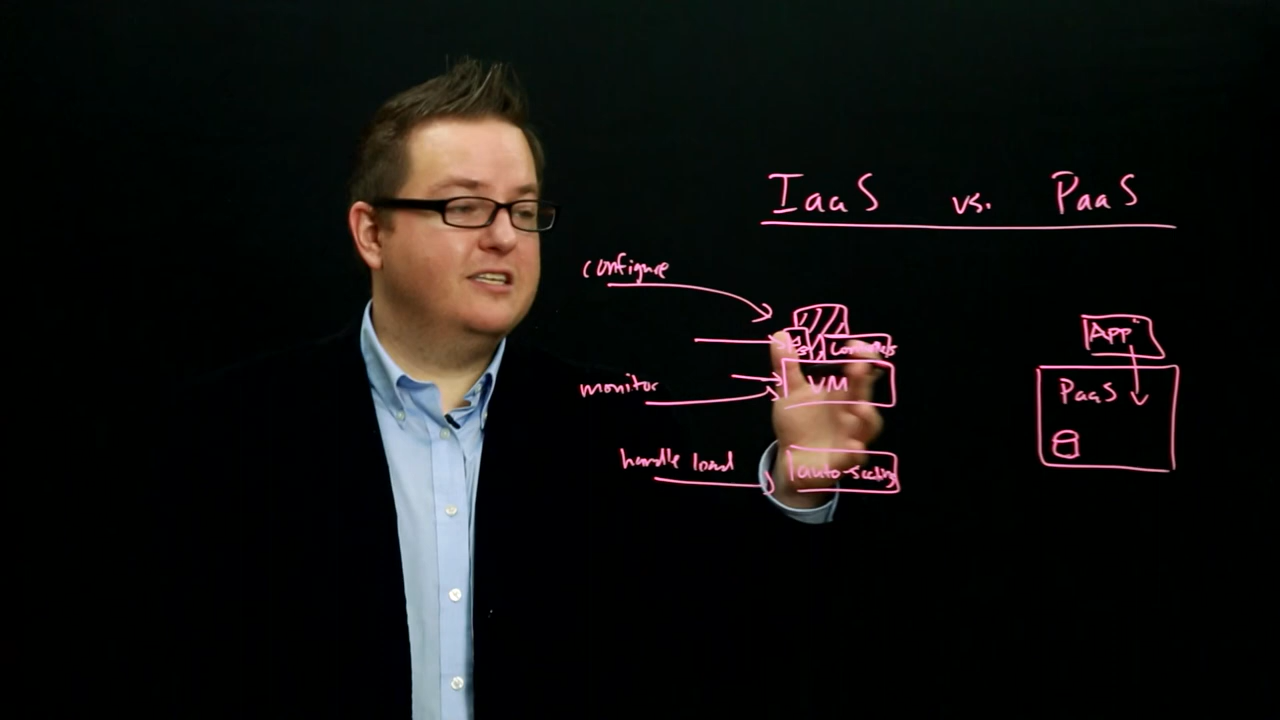 IaaS vs. PaaS
configure
App
VM
monitor
PaaS
handle load
auto-scaling